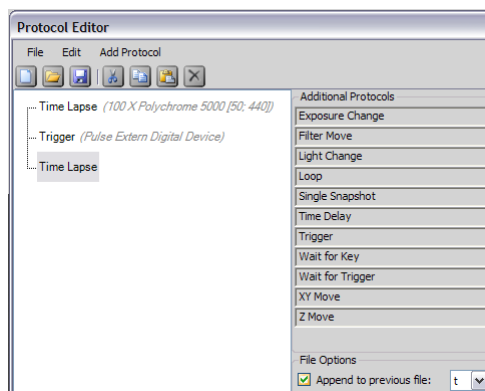 Protocol Editor
File Edit Add Protocol
Time Lapse (100 X Polychrome 5000 [50; 440])
Trigger (Pulse Extern Digital Device)
Time Lapse
Additional Protocols
Exposure Change
Filter Move
Light Change
Loop
Single Snapshot
Time Delay
Trigger
Wait for Key
Wait for Trigger
XY Move
Z Move
File Options
Append to previous file: t